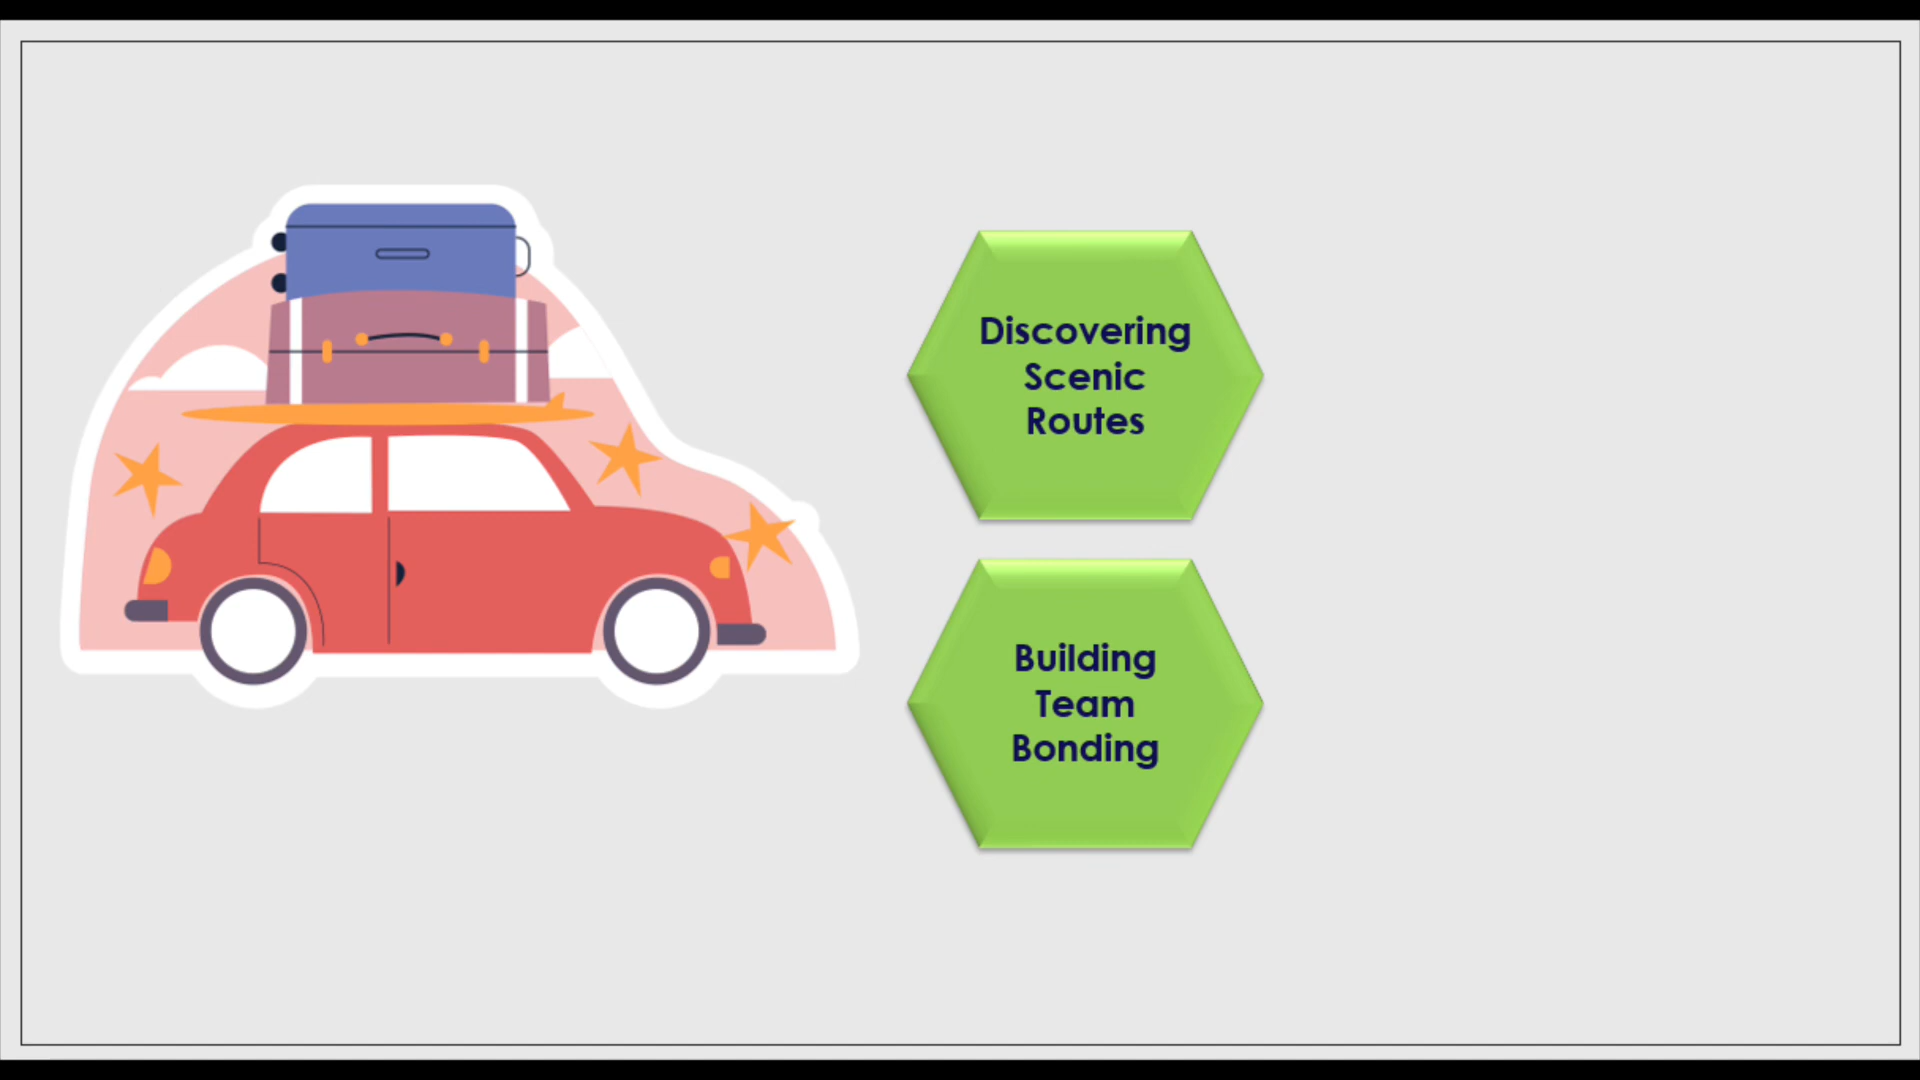 Discovering
Scenic
Routes
Building
Team
Bonding